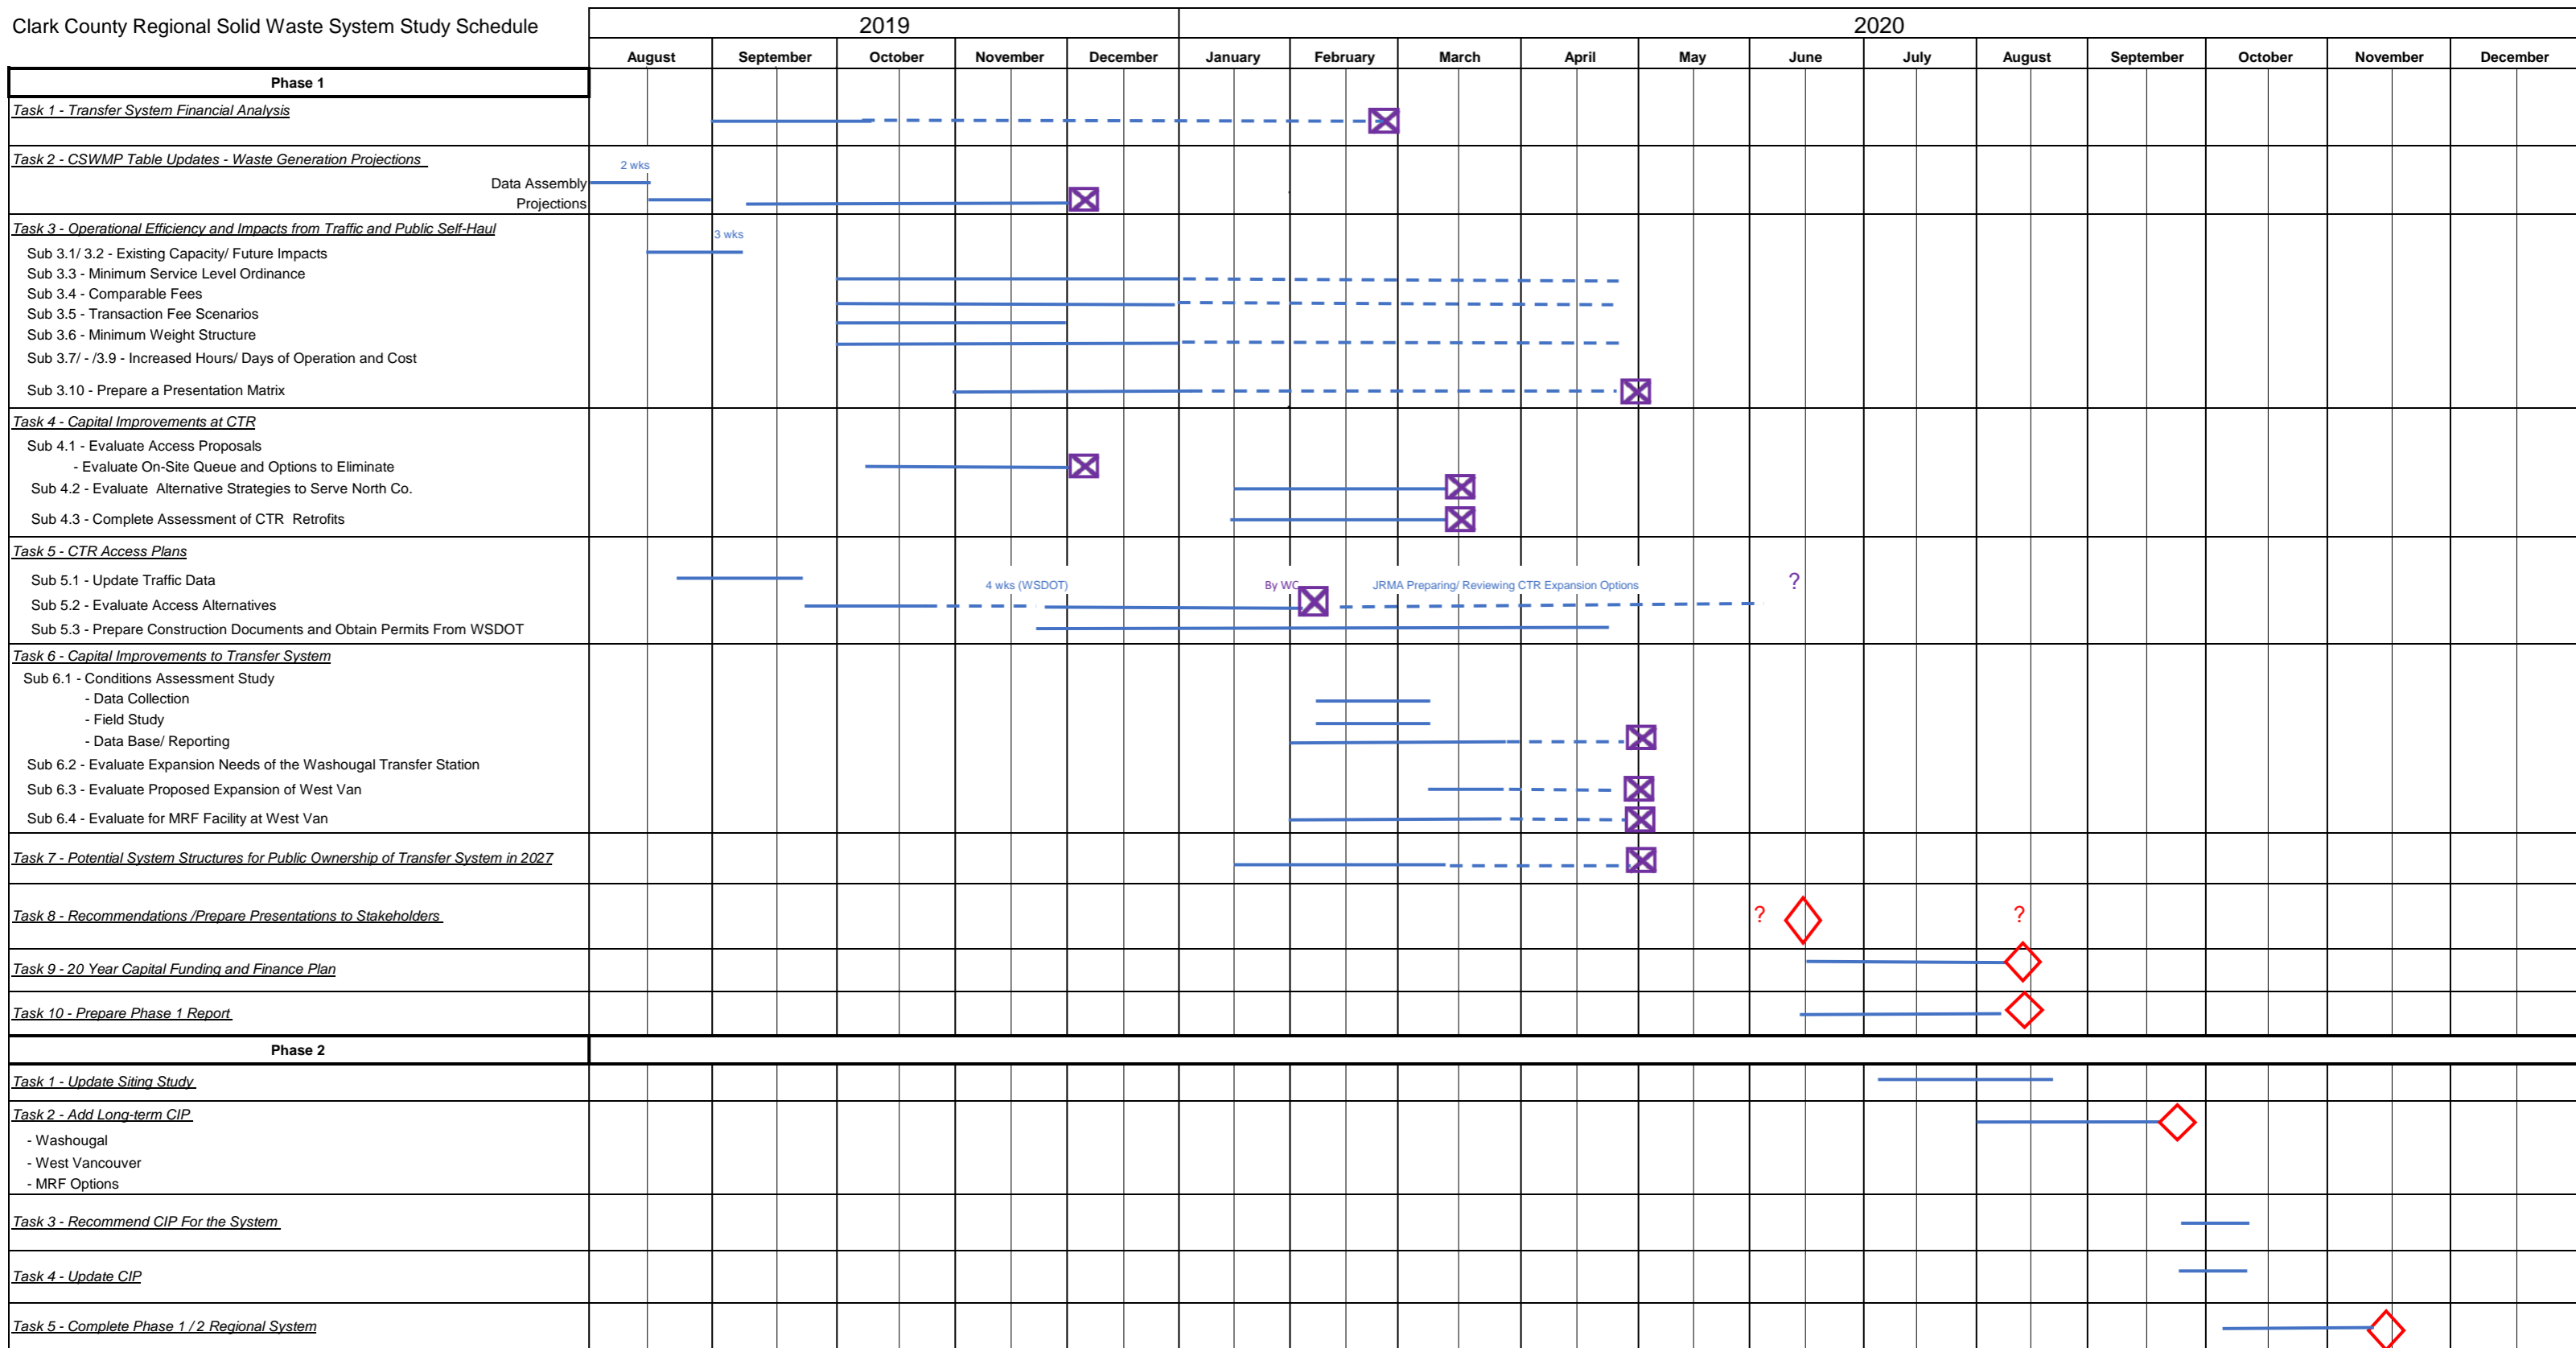 Clark County Regional Solid Waste System Study Schedule
2019
2020
August September October November December January February March April May June July August September October November December
Phase 1
Task 1 - Transfer System Financial Analysis
Task 2 - CSWMP Table Updates - Waste Generation Projections
2 wks
Data Assembly
Projections
Task 3 - Operational Efficiency and Impacts from Traffic and Public Self-Haul
3 wks
Sub 3.1/ 3.2 - Existing Capacity/ Future Impacts
Sub 3.3 - Minimum Service Level Ordinance
Sub 3.4 - Comparable Fees
Sub 3.5 - Transaction Fee Scenarios
Sub 3.6 - Minimum Weight Structure
Sub 3.7/ - /3.9 - Increased Hours/ Days of Operation and Cost
Sub 3.10 - Prepare a Presentation Matrix
Task 4 - Capital Improvements at CTR
Sub 4.1 - Evaluate Access Proposals
- Evaluate On-Site Queue and Options to Eliminate
Sub 4.2 - Evaluate Alternative Strategies to Serve North Co.
Sub 4.3 - Complete Assessment of CTR Retrofits
Task 5 - CTR Access Plans
Sub 5.1 - Update Traffic Data
4 wks (WSDOT) By WC JRMA Preparing/ Reviewing CTR Expansion Options ?
Sub 5.2 - Evaluate Access Alternatives
Sub 5.3 - Prepare Construction Documents and Obtain Permits From WSDOT
Task 6 - Capital Improvements to Transfer System
Sub 6.1 - Conditions Assessment Study
- Data Collection
- Field Study
- Data Base/ Reporting
Sub 6.2 - Evaluate Expansion Needs of the Washougal Transfer Station
Sub 6.3 - Evaluate Proposed Expansion of West Van
Sub 6.4 - Evaluate for MRF Facility at West Van
Task 7 - Potential System Structures for Public Ownership of Transfer System in 2027
Task 8 - Recommendations /Prepare Presentations to Stakeholders
? ?
Task 9 - 20 Year Capital Funding and Finance Plan
Task 10 - Prepare Phase 1 Report
Phase 2
Task 1 - Update Siting Study
Task 2 - Add Long-term CIP
- Washougal
- West Vancouver
- MRF Options
Task 3 - Recommend CIP For the System
Task 4 - Update CIP
Task 5 - Complete Phase 1 / 2 Regional System